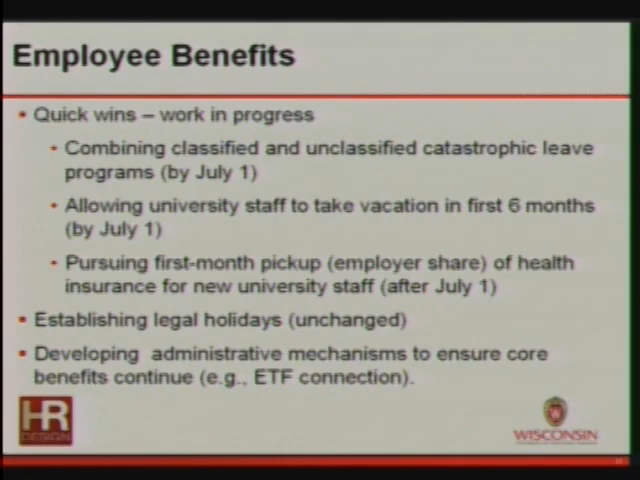 Employee Benefits
• Quick wins – work in progress
• Combining classified and unclassified catastrophic leave
programs (by July 1)
• Allowing university staff to take vacation in first 6 months
(by July 1)
• Pursuing first-month pickup (employer share) of health
insurance for new university staff (after July 1)
• Establishing legal holidays (unchanged)
• Developing administrative mechanisms to ensure core
benefits continue (e.g., ETF connection).
HR
DESIGN
W
WISCONSIN